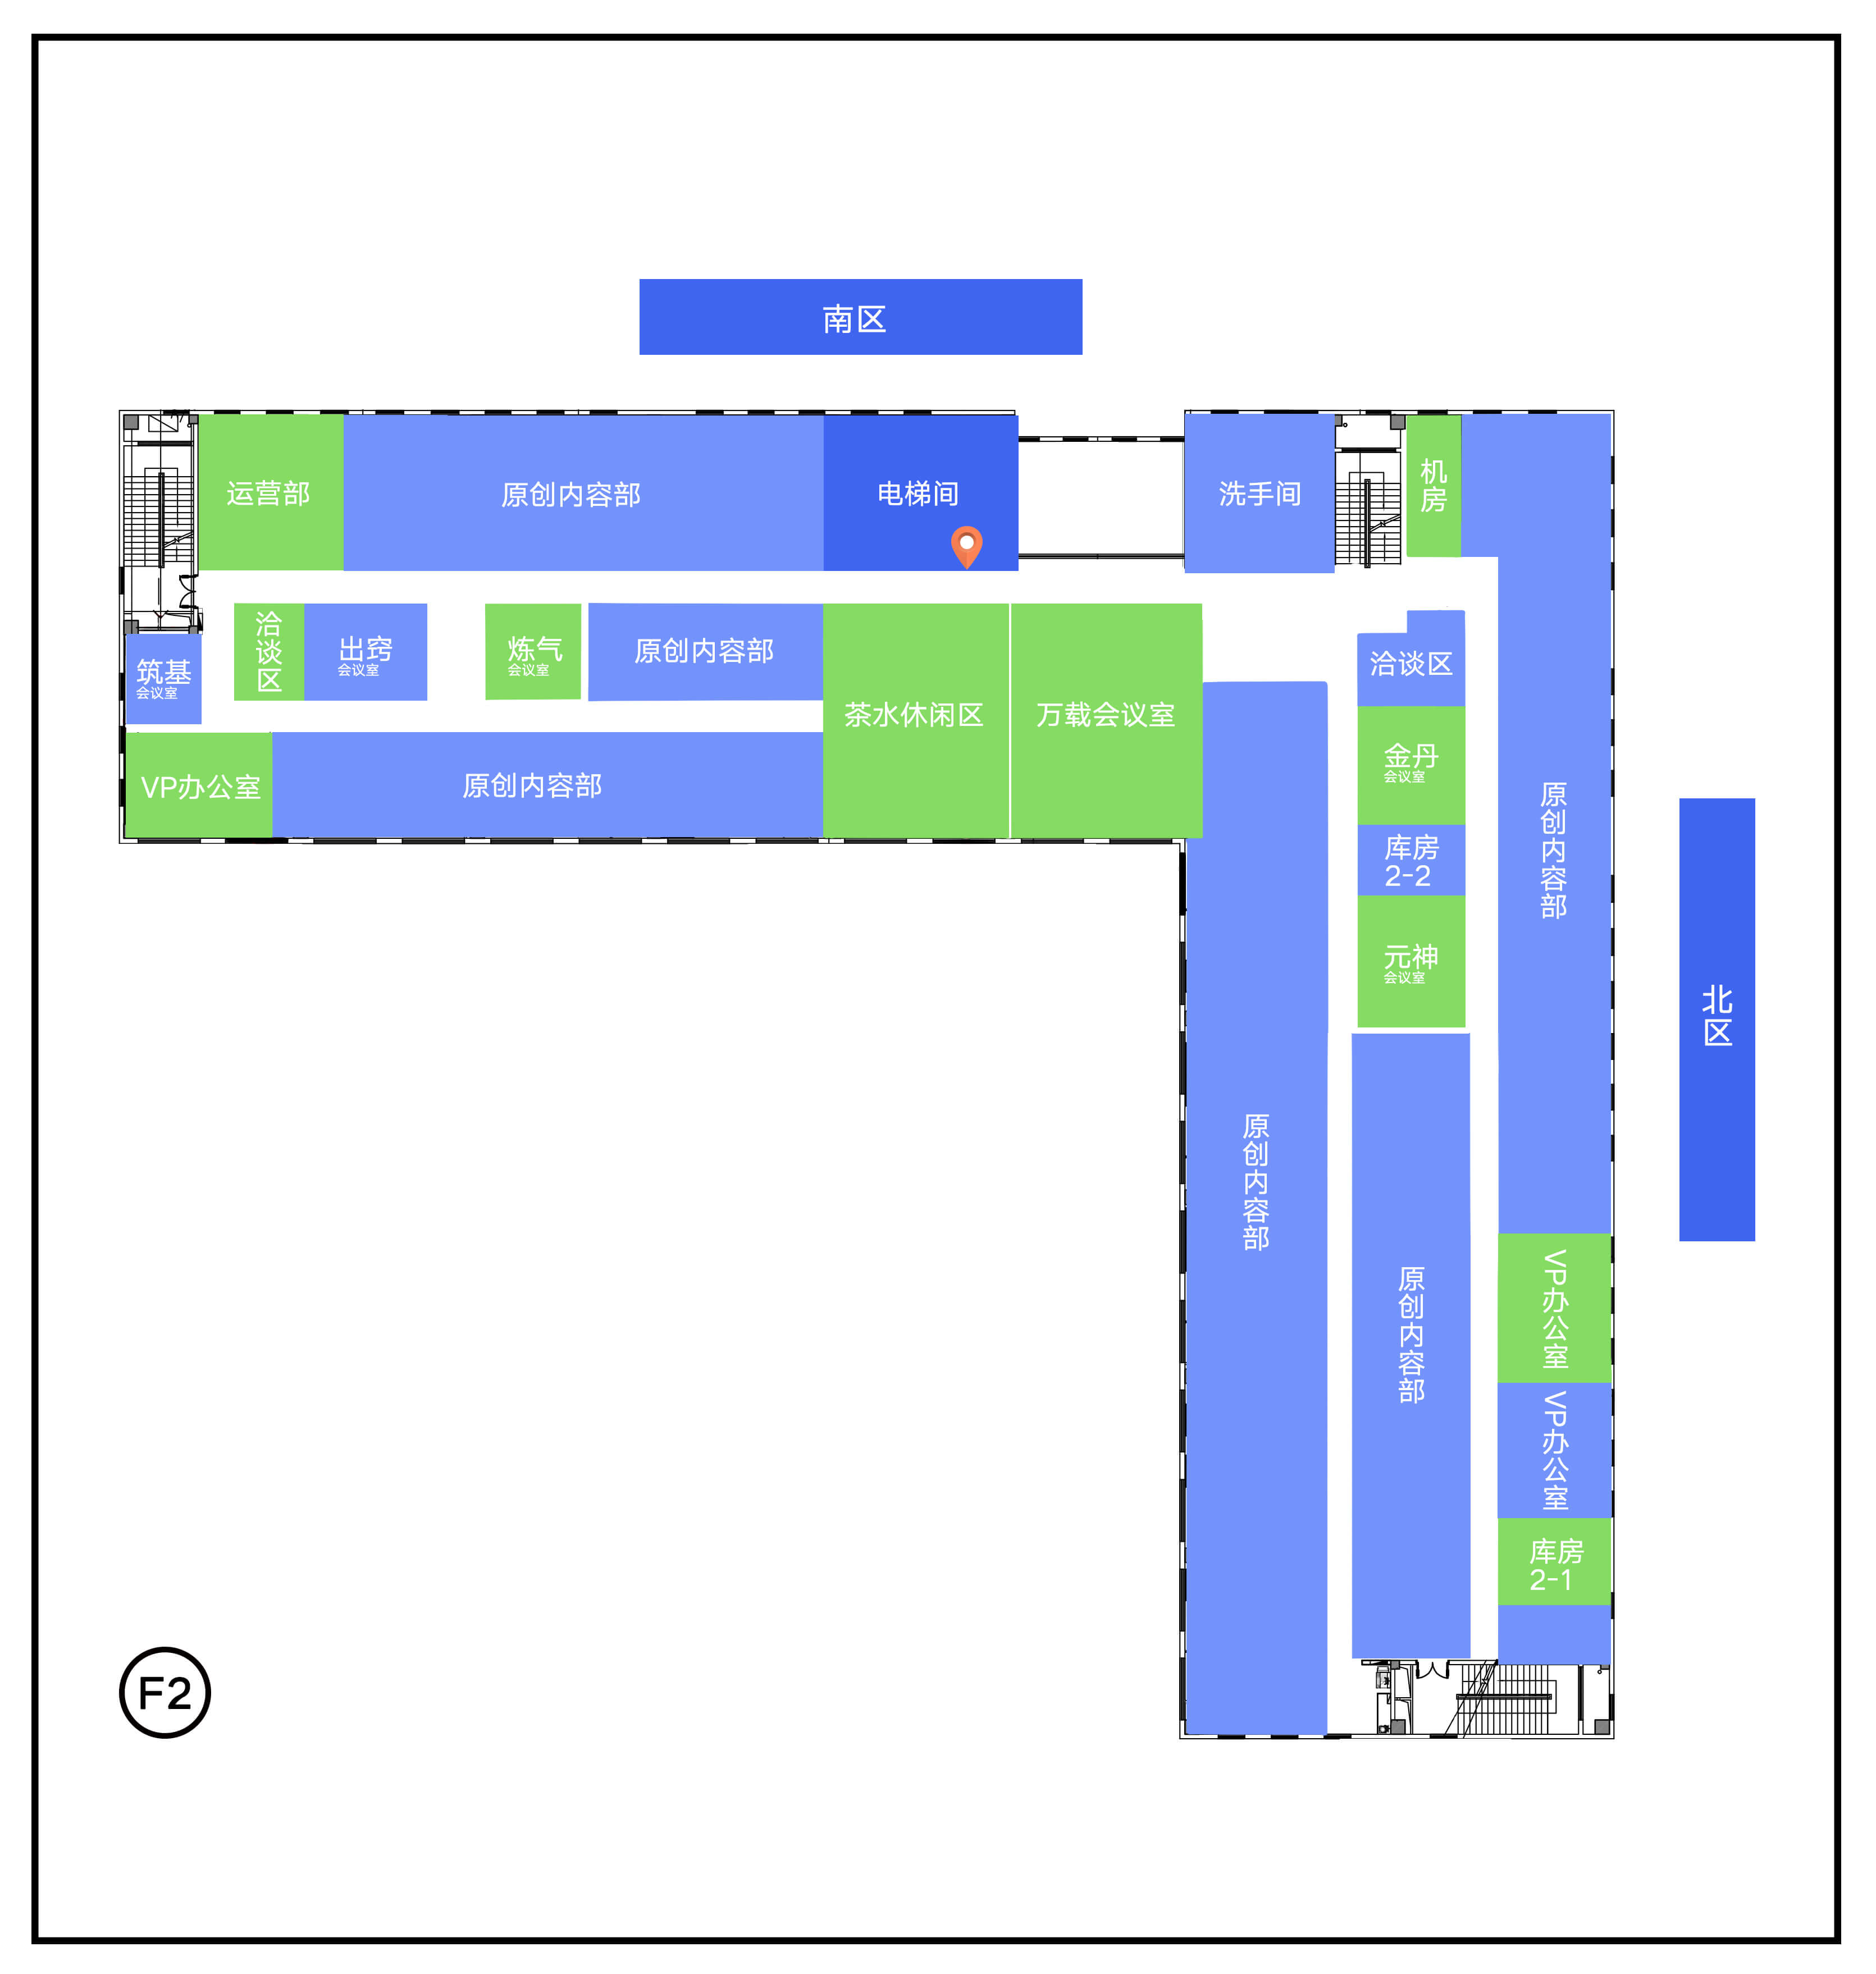 南区
运营部
原创内容部
电梯间
洗手间
机房
洽谈区
出窍
会议室
炼气
会议室
原创内容部
筑基
会议室
茶水休闲区
万载会议室
洽谈区
VP办公室
原创内容部
金丹
会议室
库房
2-2
元神
会议室
原创内容部
北区
原创内容部
原创内容部
VP办公室
VP办公室
库房
2-1
F2